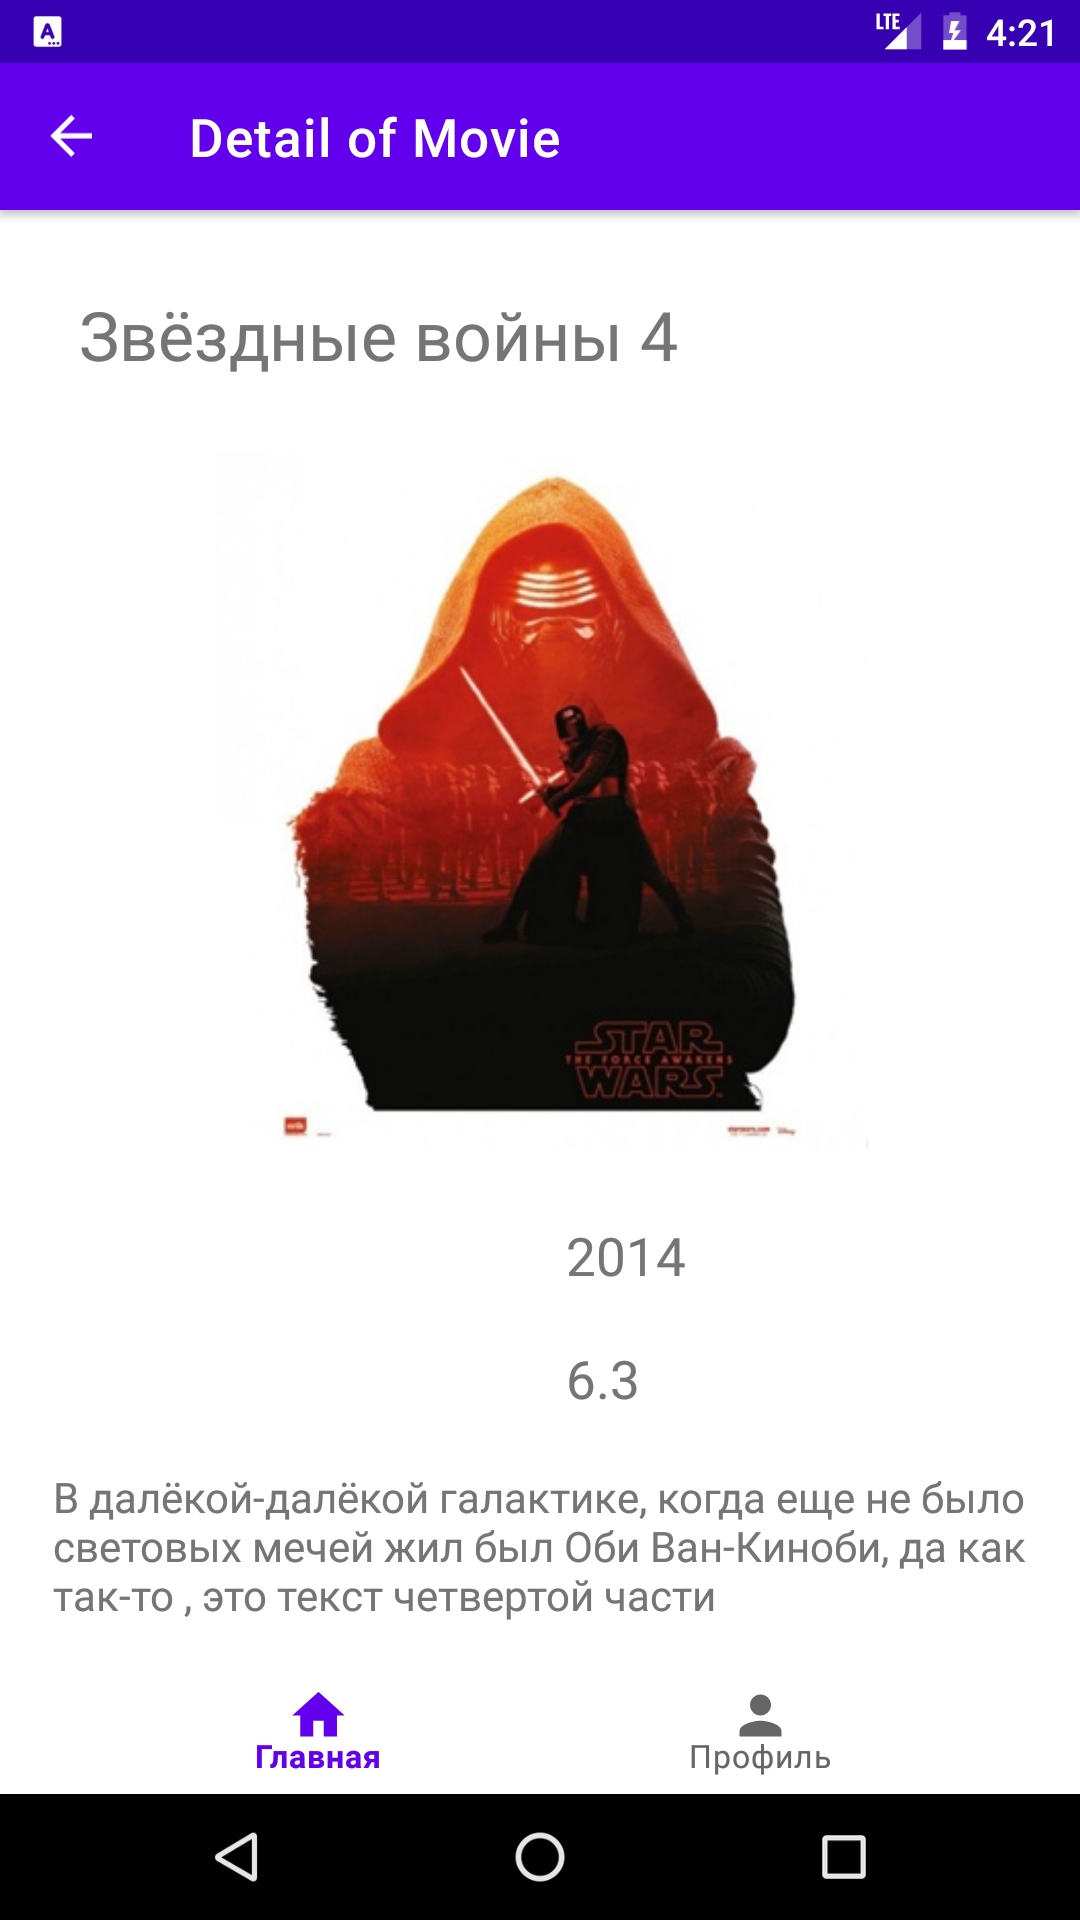 LTE 4:21
Detail of Movie
Звёздные войны 4
STAR
THE FORCE AWAKENS
WARS
2014
6.3
В далёкой-далёкой галактике, когда еще не было
световых мечей жил был Оби Ван-Киноби, да как
так-то , это текст четвертой части
Главная
Профиль